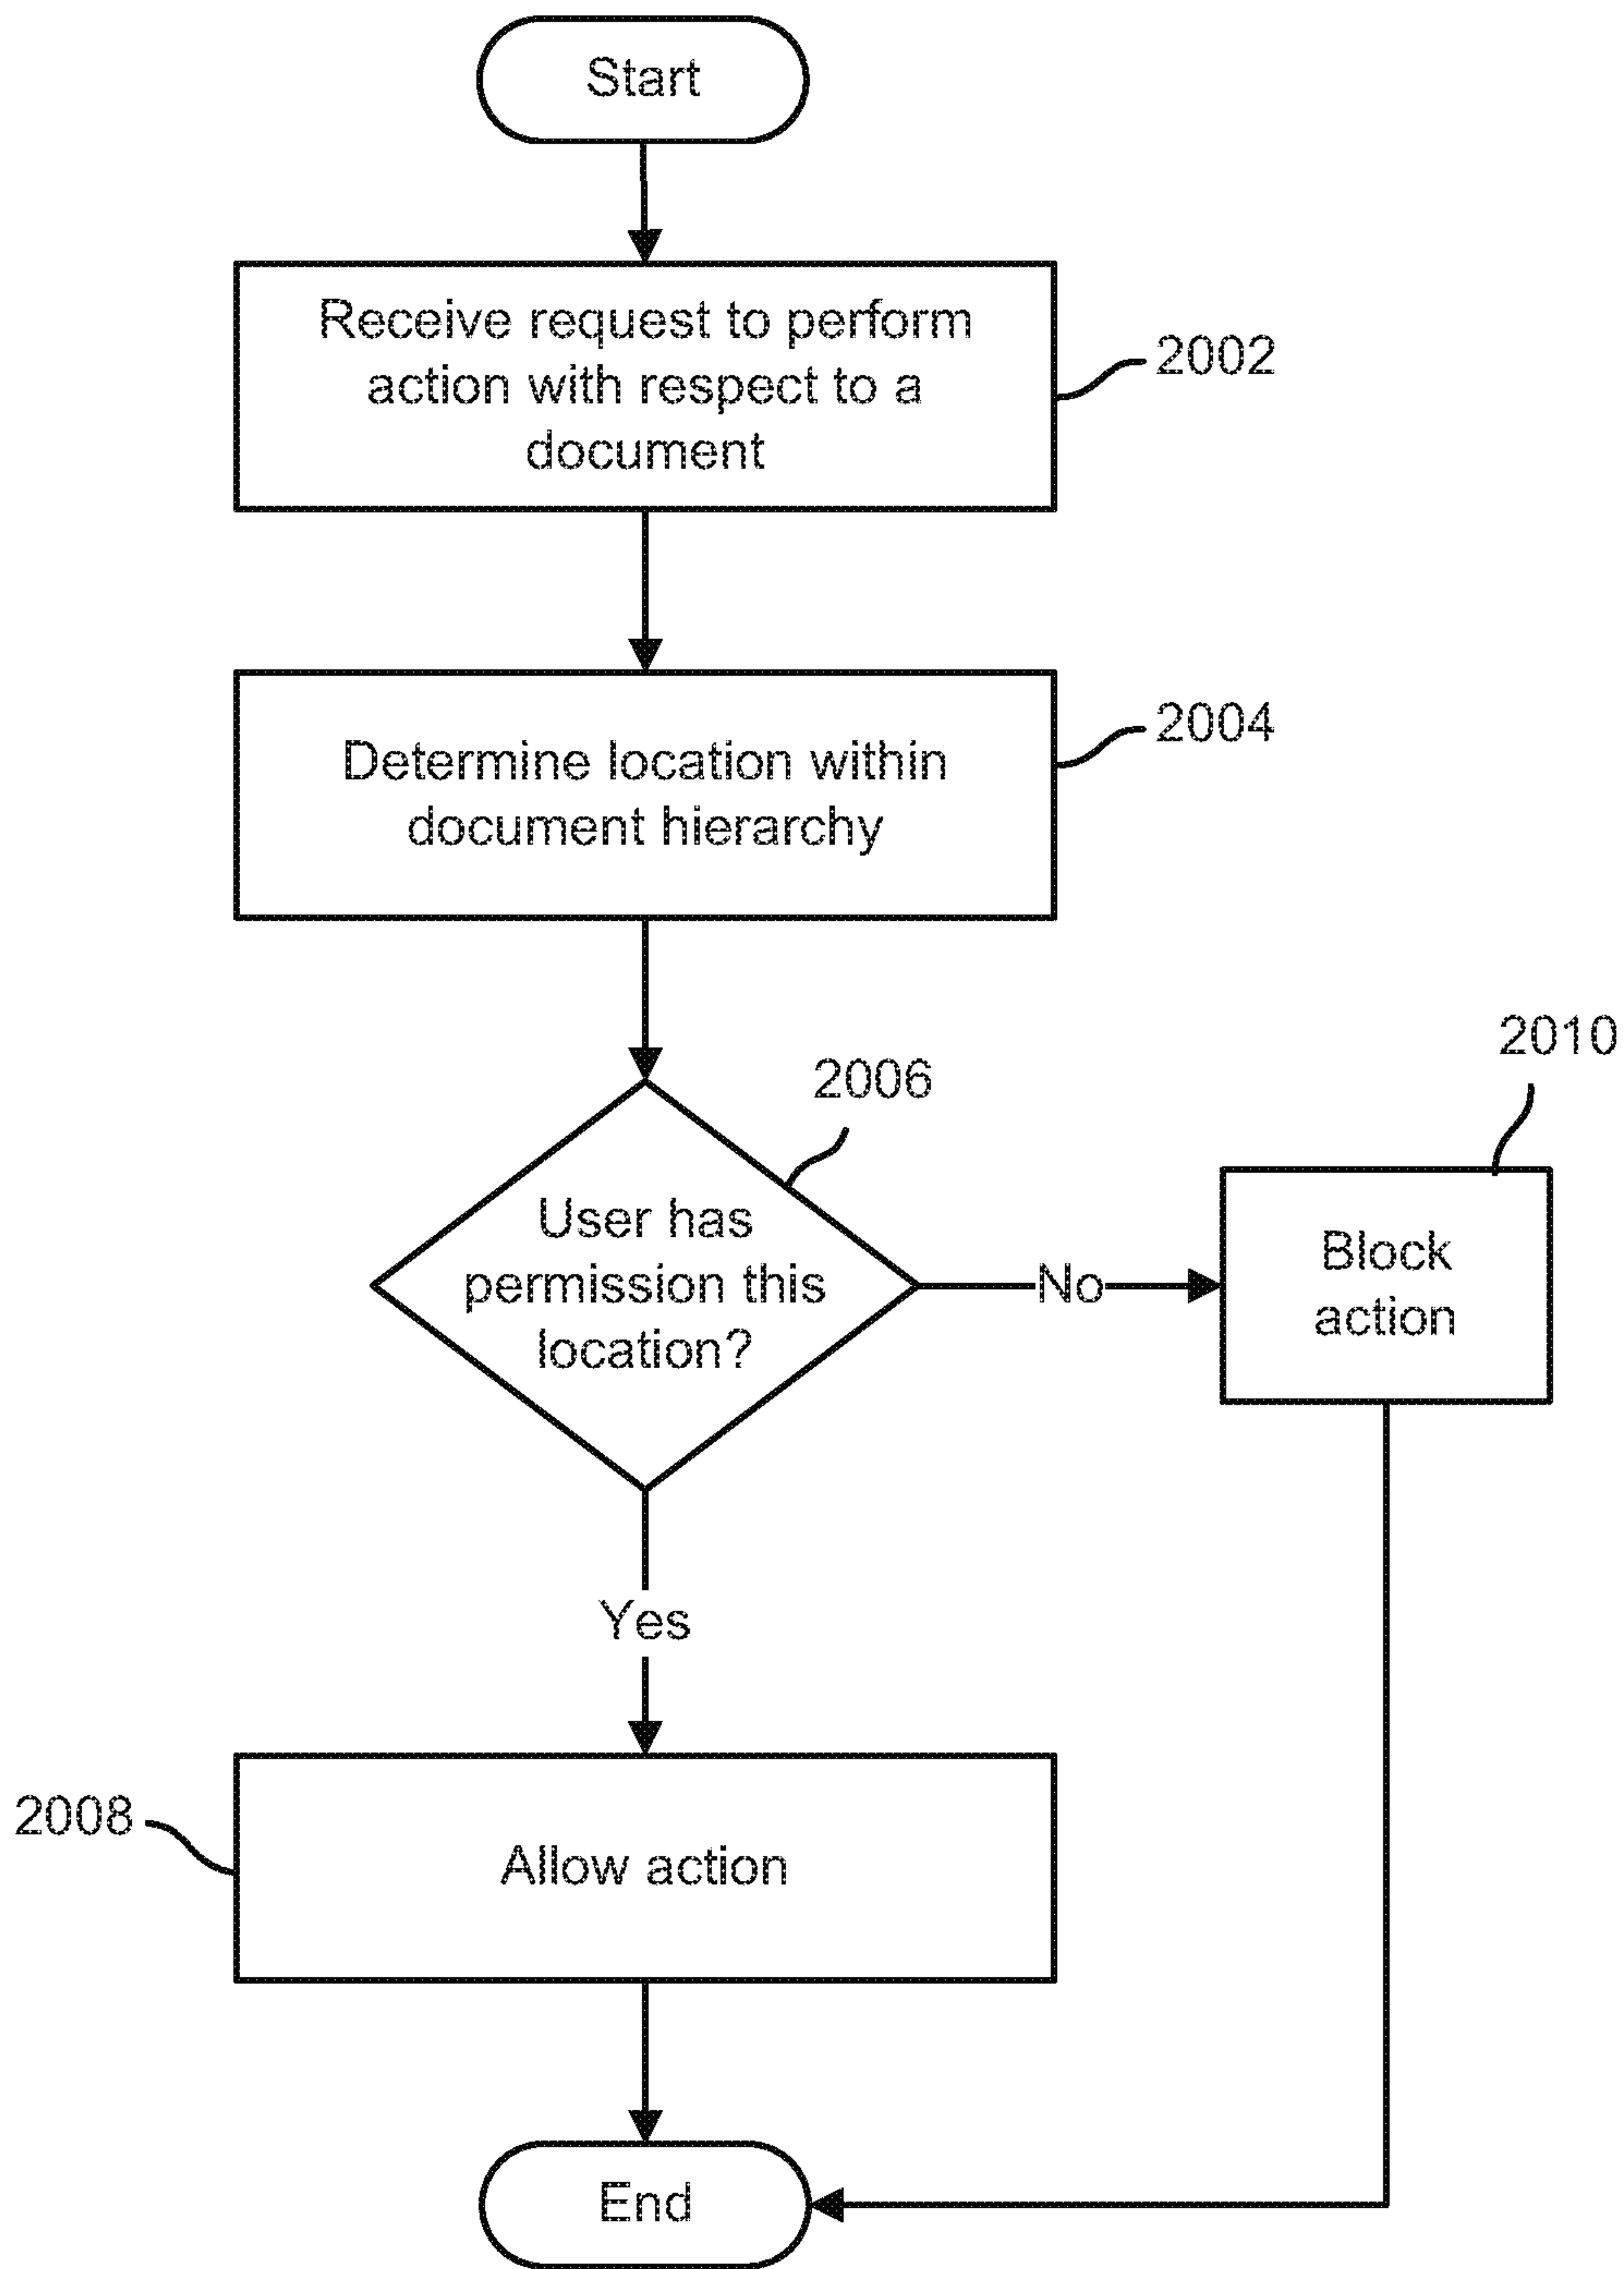 Start
Receive request to perform
action with respect to a
document
2002
Determine location within
document hierarchy
2004
2006
User has
permission this
location?
No
2010
Block
action
Yes
2008
Allow action
End